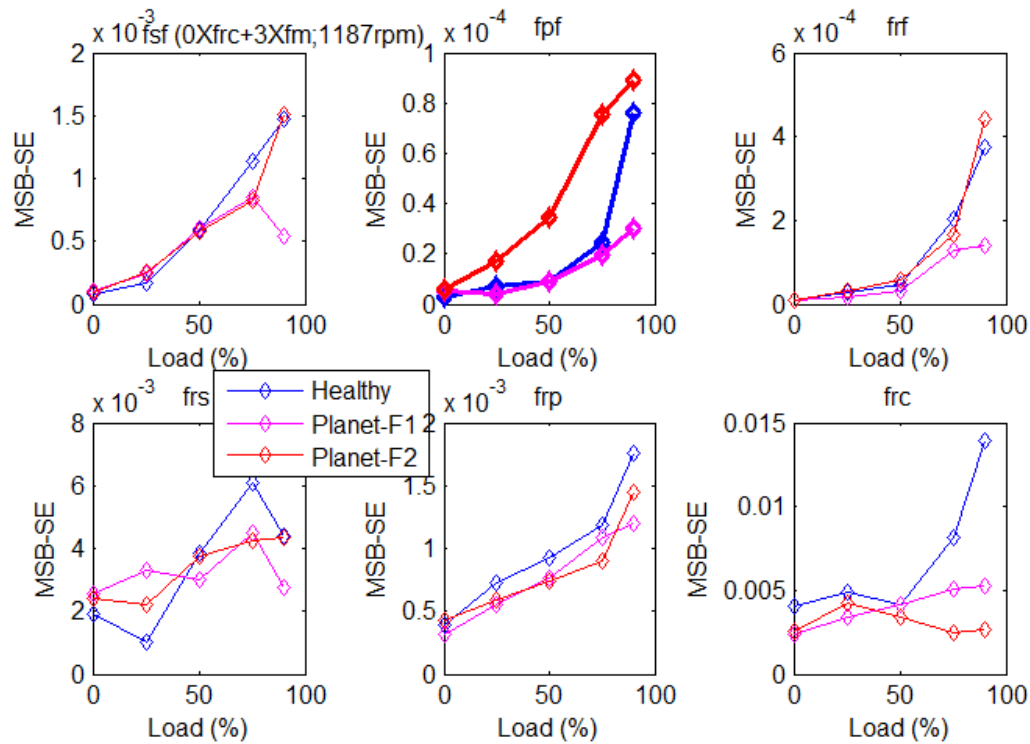 x 10-3
fsf (0Xfrc+3Xfm;1187rpm)
2
1.5
1
0.5
0
MSB-SE
0 50 100
Load (%)
x 10-4
fpf
1
0.8
0.6
0.4
0.2
0
MSB-SE
0 50 100
Load (%)
x 10-4
frf
6
4
2
0
MSB-SE
0 50 100
Load (%)
x 10-3
frs
8
6
4
2
0
MSB-SE
0 50 100
Load (%)
Healthy
Planet-F1
Planet-F2
x 10-3
frp
2
1.5
1
0.5
0
MSB-SE
0 50 100
Load (%)
frc
0.015
0.01
0.005
0
MSB-SE
0 50 100
Load (%)